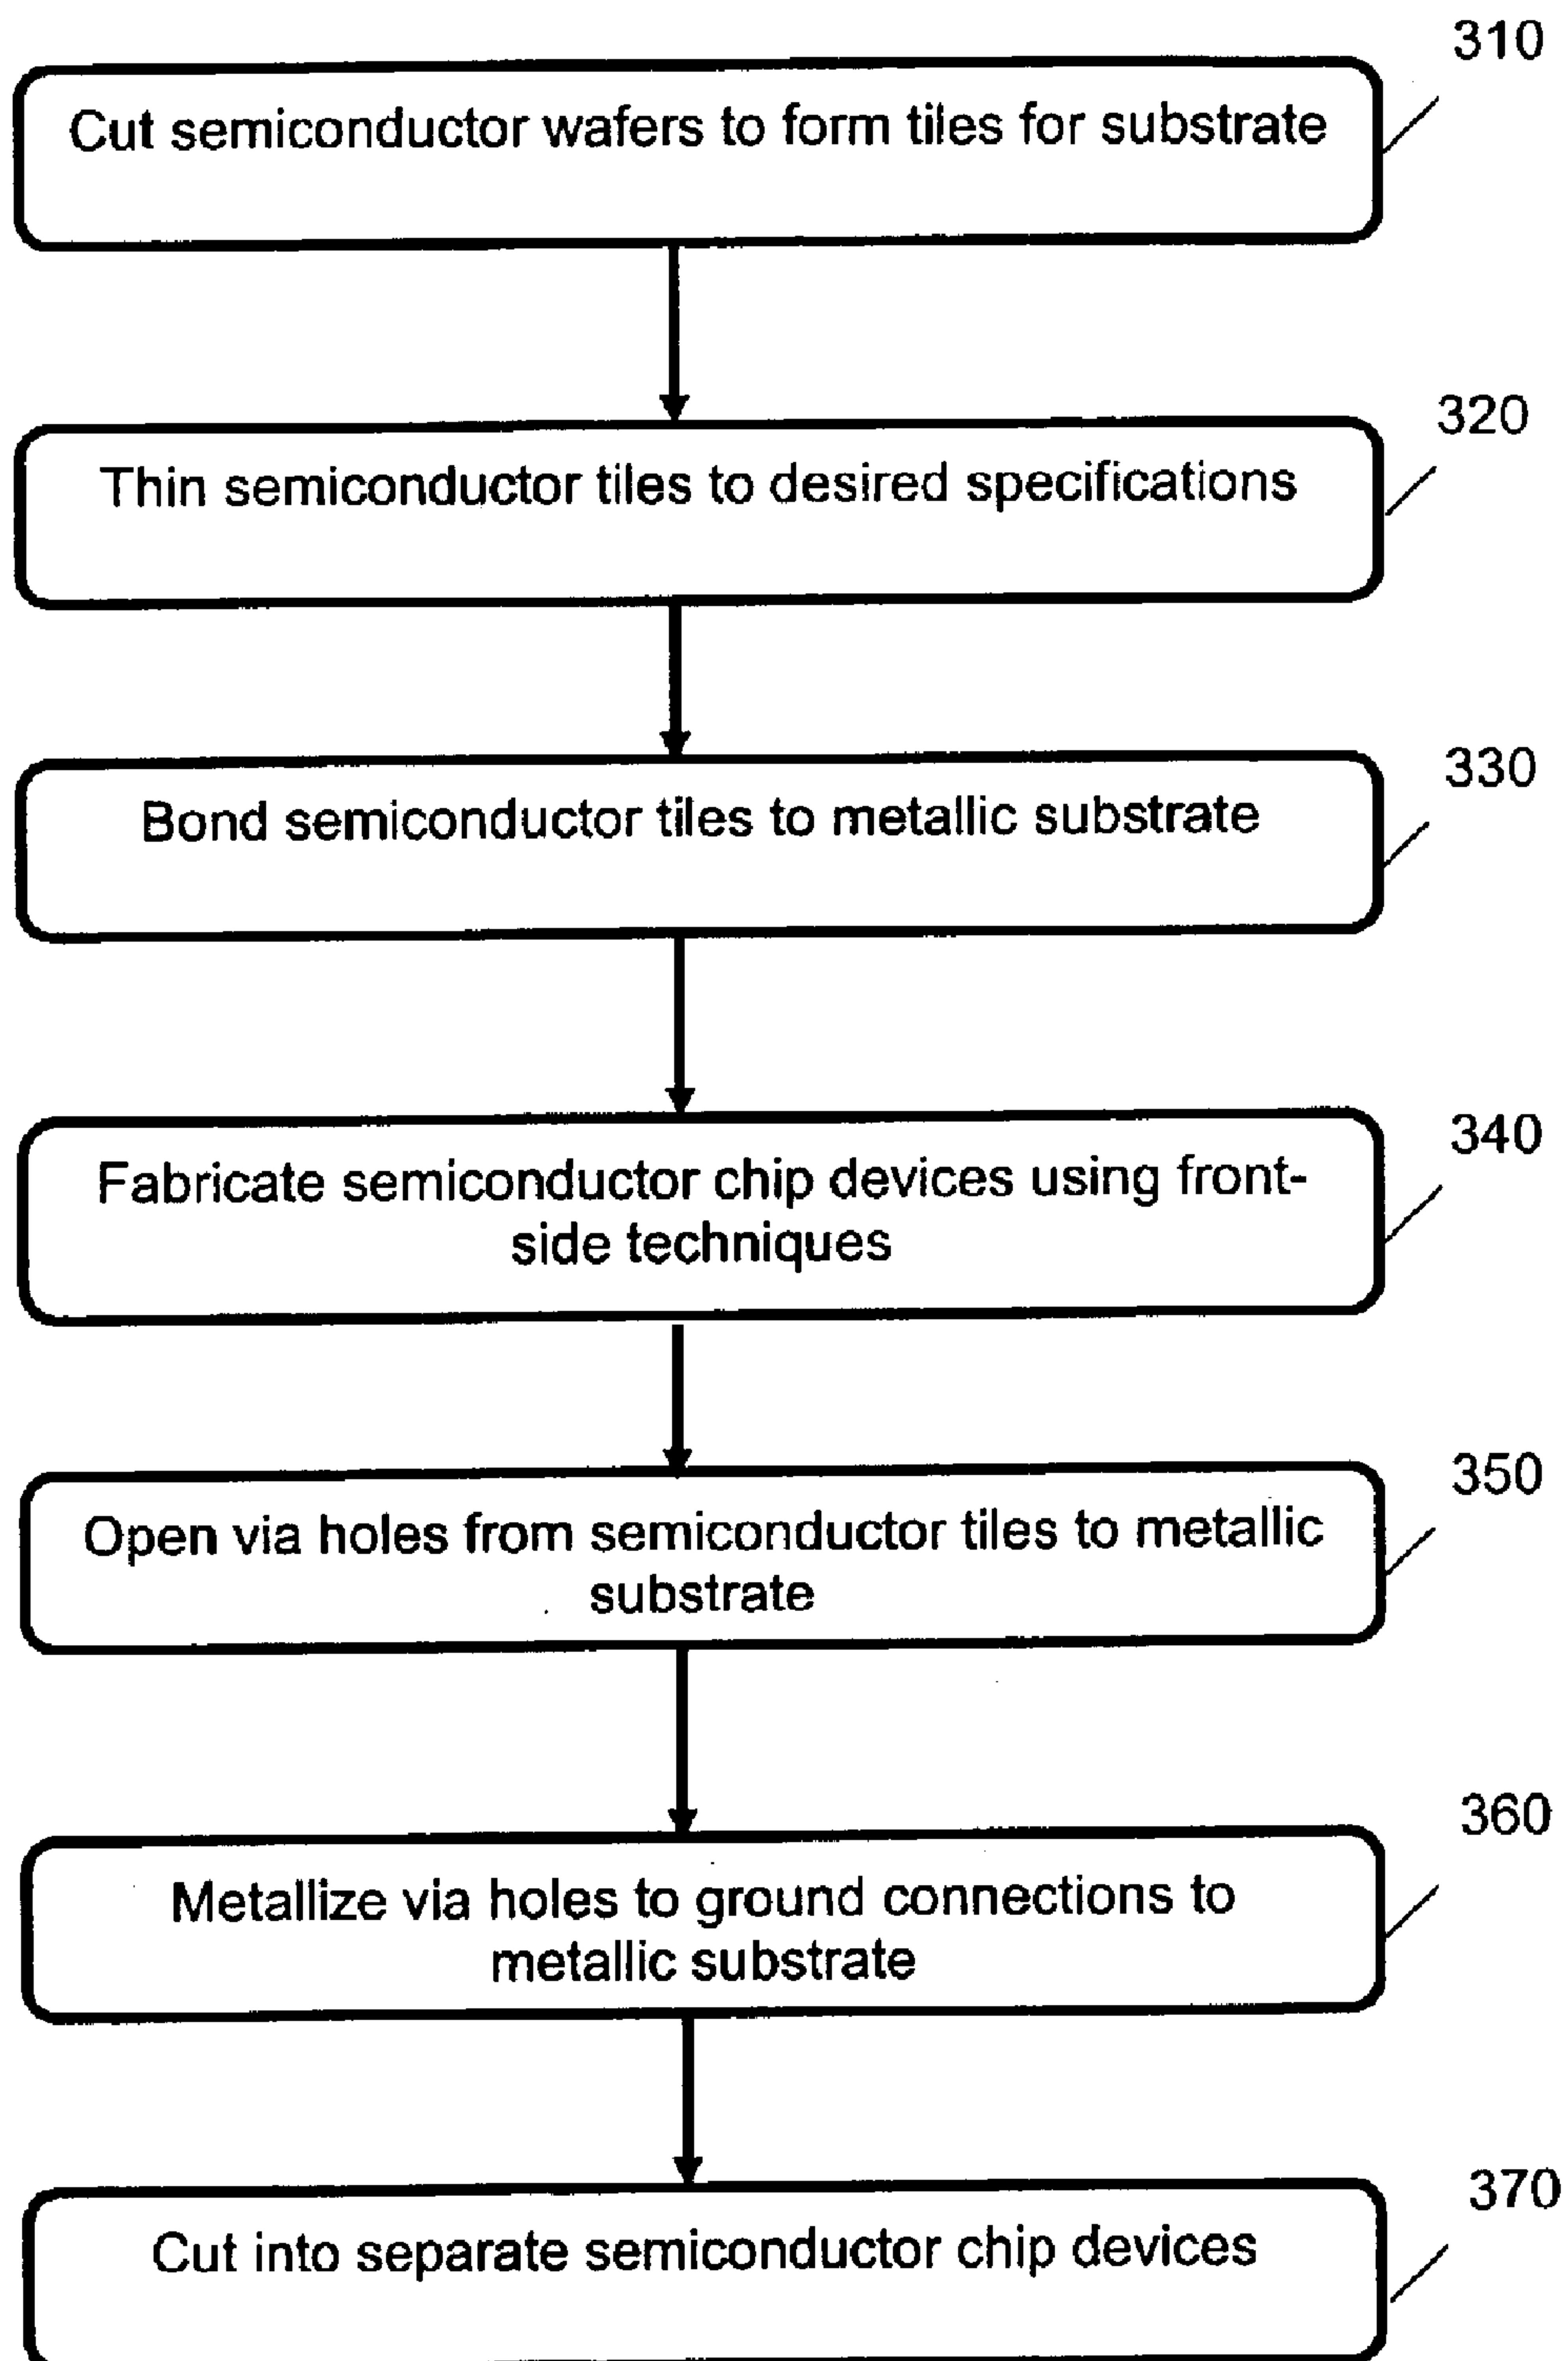 310
Cut semiconductor wafers to form tiles for substrate
320
Thin semiconductor tiles to desired specifications
330
Bond semiconductor tiles to metallic substrate
340
Fabricate semiconductor chip devices using front-
side techniques
350
Open via holes from semiconductor tiles to metallic
substrate
360
Metallize via holes to ground connections to
metallic substrate
370
Cut into separate semiconductor chip devices